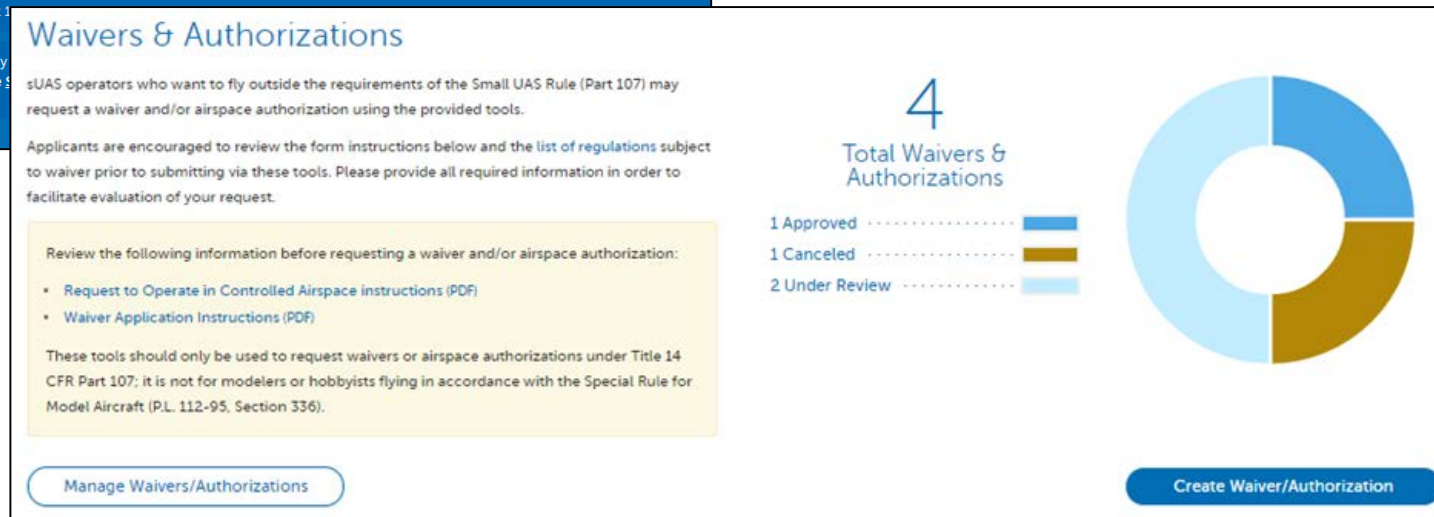 Waivers & Authorizations
sUAS operators who want to fly outside the requirements of the Small UAS Rule (Part 107) may
request a waiver and/or airspace authorization using the provided tools.
Applicants are encouraged to review the form instructions below and the list of regulations subject
to waiver prior to submitting via these tools. Please provide all required information in order to
facilitate evaluation of your request.
Review the following information before requesting a waiver and/or airspace authorization:
• Request to Operate in Controlled Airspace instructions (PDF)
• Waiver Application Instructions (PDF)
These tools should only be used to request waivers or airspace authorizations under Title 14
CFR Part 107; it is not for modelers or hobbyists flying in accordance with the Special Rule for
Model Aircraft (P.L. 112-95, Section 336).
Manage Waivers/Authorizations
4
Total Waivers &
Authorizations
1 Approved
1 Canceled
2 Under Review
Create Waiver/Authorization